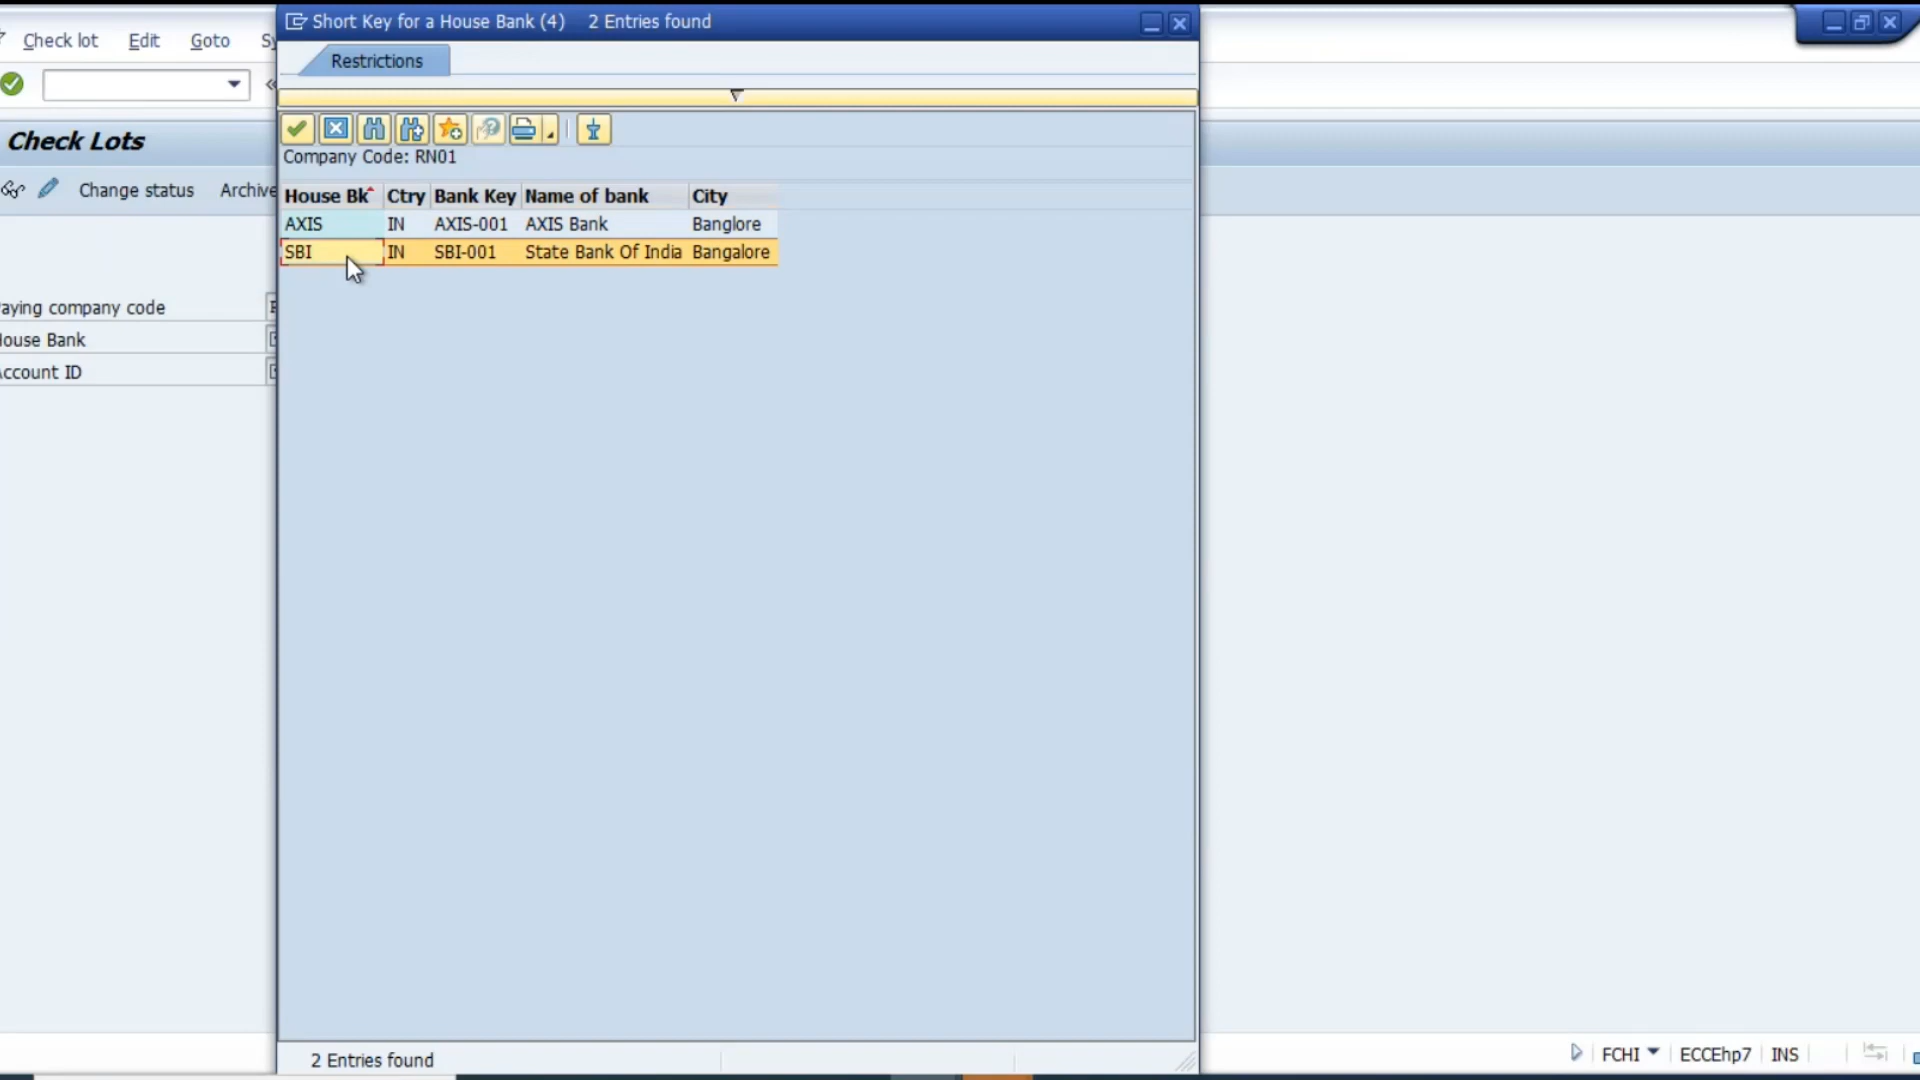 Short Key for a House Bank (4) 2 Entries found
Check lot Edit Goto Sy
Restrictions
Check Lots
Company Code: RN01
Change status Archive
House Bk Ctry Bank Key Name of bank City
AXIS IN AXIS-001 AXIS Bank Banglore
SBI IN SBI-001 State Bank Of India Bangalore
aying company code
ouse Bank
ccount ID
2 Entries found
FCHI ECCEhp7 INS